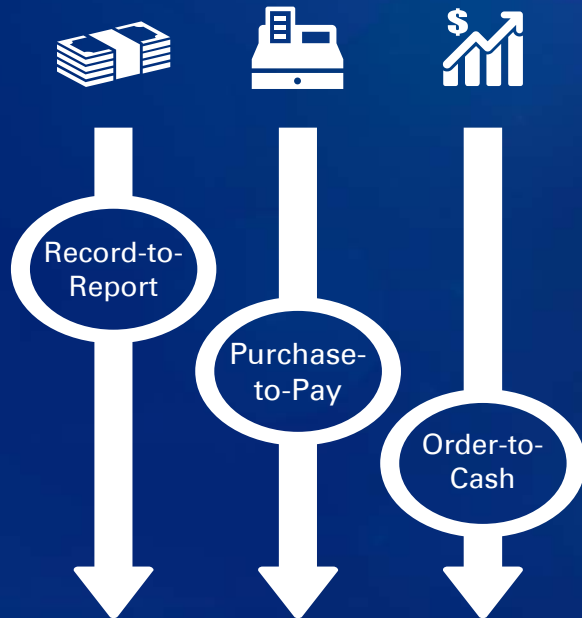 $
Record-to-
Report
Purchase-
to-Pay
Order-to-
Cash